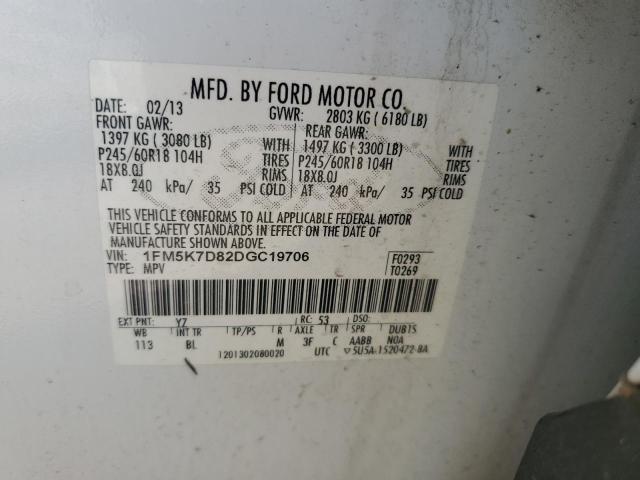 MFD. BY FORD MOTOR CO.
DATE: 02/13 GVWR: 2803 KG ( 6180 LB)
FRONT GAWR: REAR GAWR:
1397 KG ( 3080 LB) 1497 KG ( 3300 LB)
P245/60R18 104H TIRES P245/60R18 104H TIRES
18X8.0J RIMS 18X8.0J RIMS
AT 240 kPa/ 35 PSI COLD AT 240 kPa/ 35 PSI COLD
THIS VEHICLE CONFORMS TO ALL APPLICABLE FEDERAL MOTOR
VEHICLE SAFETY STANDARDS IN EFFECT ON THE DATE OF
MANUFACTURE SHOWN ABOVE.
VIN: 1FM5K7D82DGC19706 F0293
TYPE: MPV T0269
EXT PNT: YZ RC: 53 DSO:
WB INT TR TP/PS R AXLE TR SPR DUB1S
113 BL M 3F C AABB N0A
1201302080020 UTC 5U5A-1520472-BA
Ford